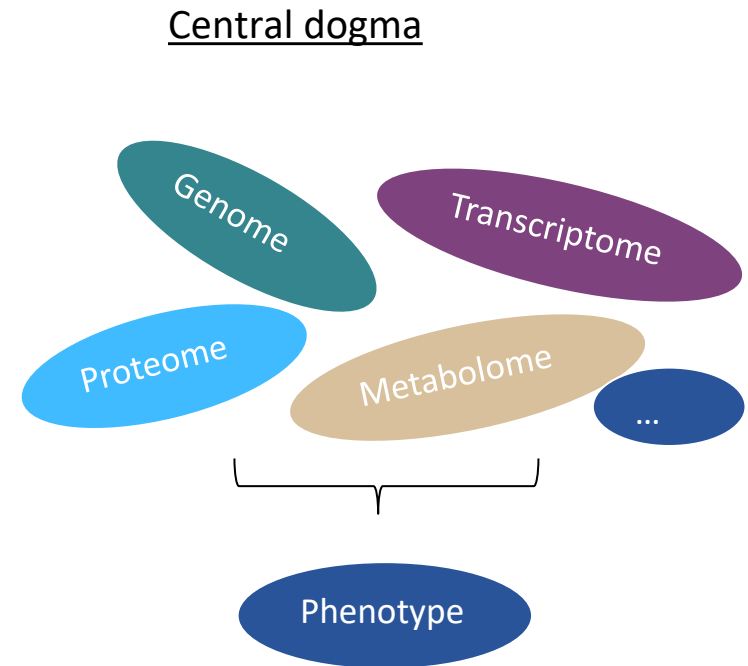 Central dogma
Genome
Transcriptome
Proteome
Metabolome
...
Phenotype